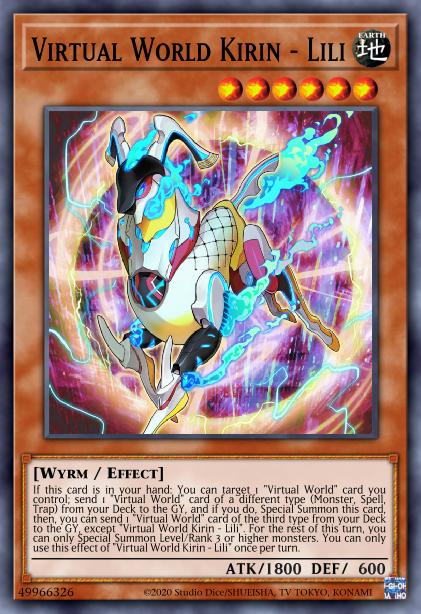 VIRTUAL WORLD KIRIN - LILI
EARTH
地
[WYRM / EFFECT]
If this card is in your hand: You can target 1 "Virtual World" card you
control; send 1 "Virtual World" card of a different type (Monster, Spell,
Trap) from your Deck to the GY, and if you do, Special Summon this card,
then, you can send 1 "Virtual World" card of the third type from your Deck
to the GY, except "Virtual World Kirin - Lili". For the rest of this turn, you
can only Special Summon Level/Rank 3 or higher monsters. You can only
use this effect of "Virtual World Kirin - Lili" once per turn.
ATK/1800 DEF/ 600
49966326
©2020 Studio Dice/SHUEISHA, TV TOKYO, KONAMI